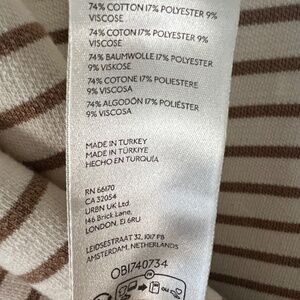 74% COTTON 17% POLYESTER 9%
VISCOSE
74% COTON 17% POLYESTER 9%
VISCOSE
74% BAUMWOLLE 17% POLYESTER 9%
VISKOSE
74% COTONE 17% POLIESTERE
9% VISCOSA
74% ALGODÓN 17% POLIÉSTER
9% VISCOSA
MADE IN TURKEY
MADE IN TÜRKIYE
HECHO EN TURQUÍA
RN 66170
CA 32054
URBN UK Ltd.
146 Brick Lane,
LONDON, E1 6RU
LEIDSESTRAAT 32, 1017 PB
AMSTERDAM, NETHERLANDS
OB1740734
FR